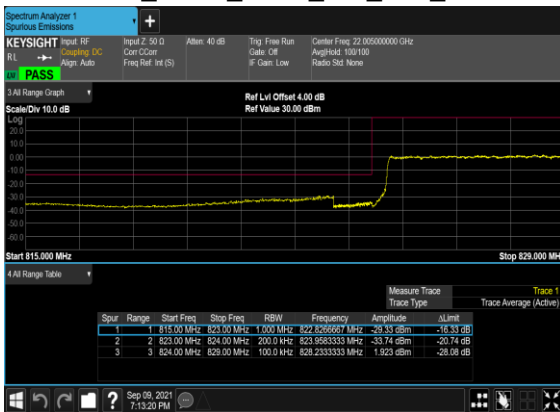 Spectrum Analyzer 1
Spurious Emissions
KEYSIGHT Input: RF Input Z: 50 Ω Atten: 40 dB Trig: Free Run Center Freq: 22.005000000 GHz
RL Coupling: DC Corr CCorr Gate: Off Avg|Hold: 100/100
Align: Auto Freq Ref: Int (S) IF Gain: Low Radio Std: None
PASS
3 All Range Graph
Ref Lvl Offset 4.00 dB
Scale/Div 10.0 dB Ref Value 30.00 dBm
Log
20.0
10.0
0.00
-10.0
-20.0
-30.0
-40.0
-50.0
-60.0
Start 815.000 MHz Stop 829.000 MH
4 All Range Table
Measure Trace Trace 1
Trace Type Trace Average (Active)
Spur Range Start Freq Stop Freq RBW Frequency Amplitude ΔLimit
1 1 815.00 MHz 823.00 MHz 1.000 MHz 822.8266667 MHz -29.33 dBm -16.33 dB
2 2 823.00 MHz 824.00 MHz 200.0 kHz 823.9583333 MHz -33.74 dBm -20.74 dB
3 3 824.00 MHz 829.00 MHz 100.0 kHz 828.2333333 MHz 1.923 dBm -28.08 dB
Sep 09, 2021
7:13:20 PM